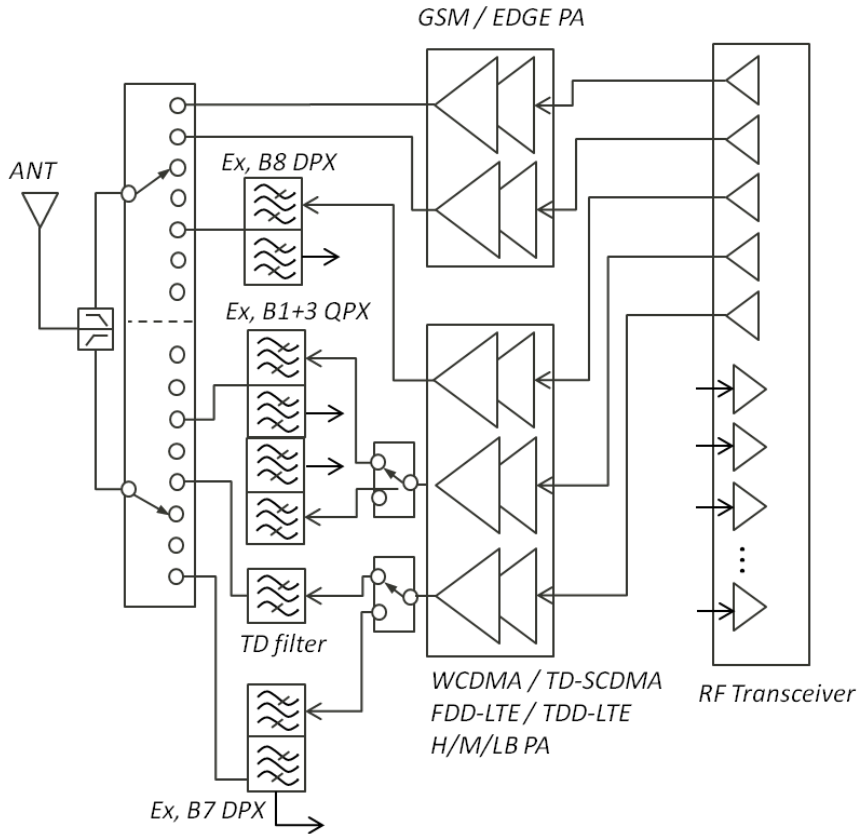 GSM / EDGE PA
ANT
Ex, B8 DPX
Ex, B1+3 QPX
TD filter
WCDMA / TD-SCDMA
FDD-LTE / TDD-LTE
H/M/LB PA
RF Transceiver
Ex, B7 DPX